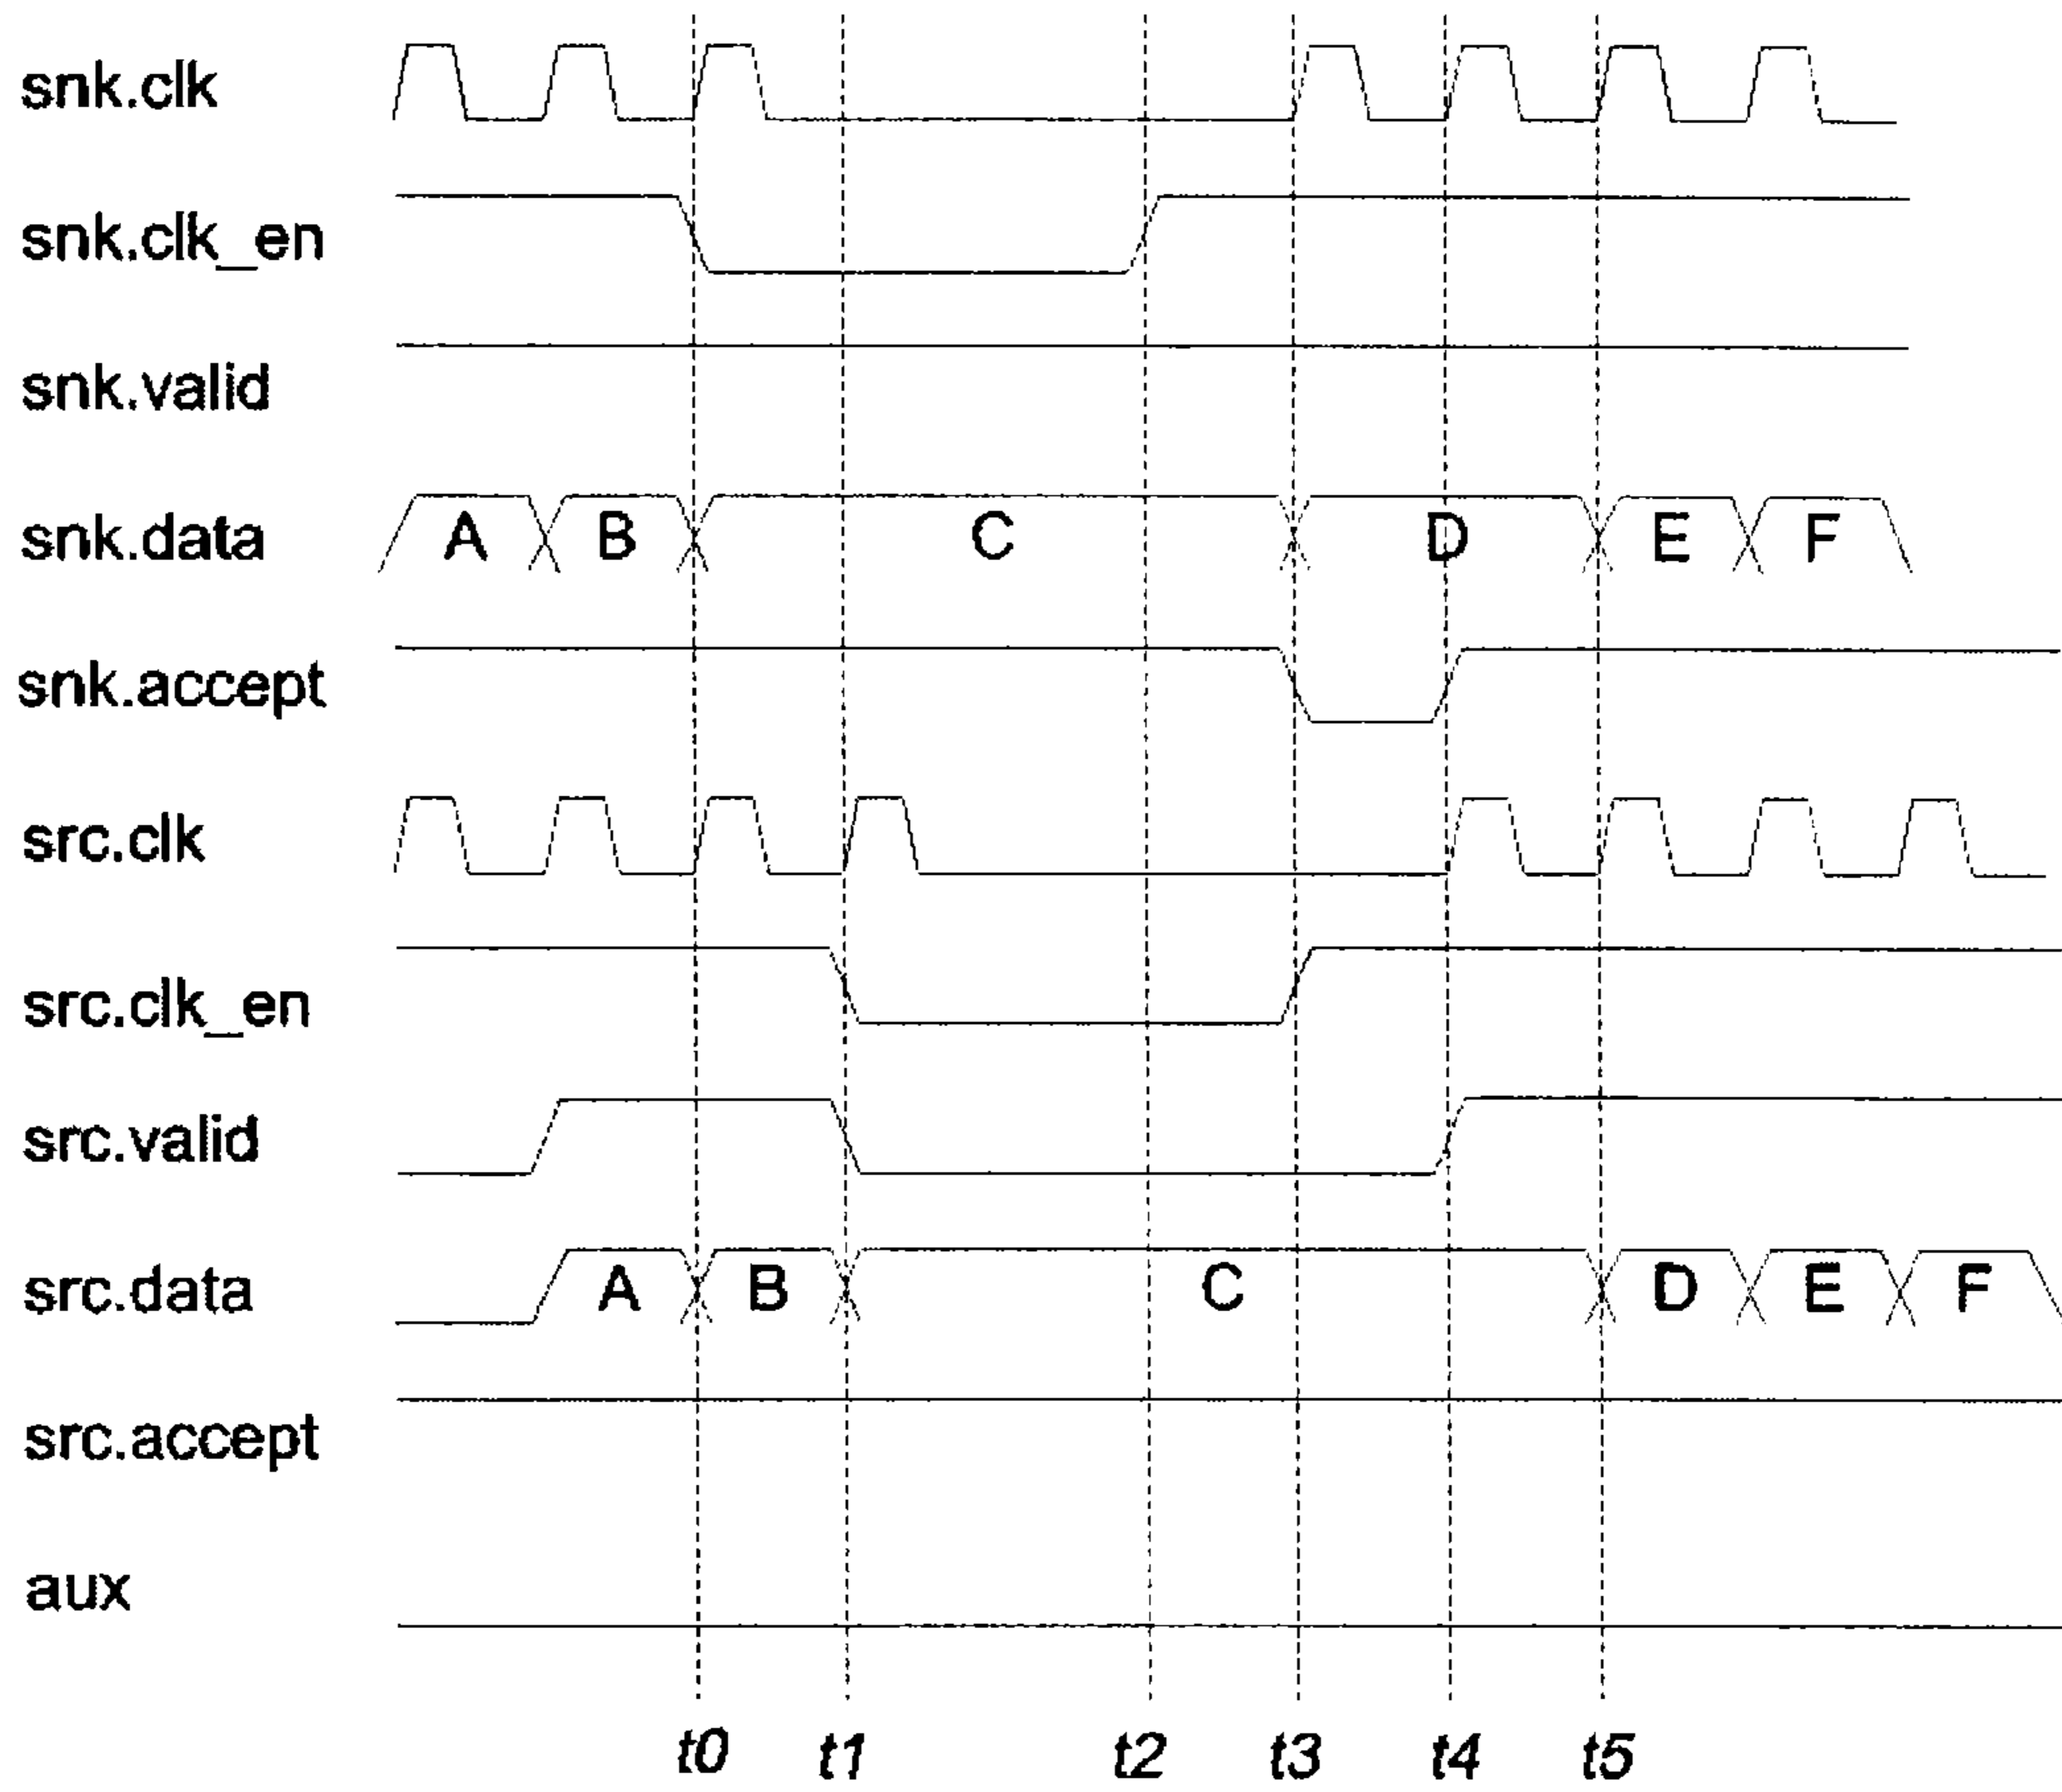 snk.clk
snk.clk_en
snk.valid
snk.data A B C D E F
snk.accept
src.clk
src.clk_en
src.valid
src.data A B C D E F
src.accept
aux
t0 t1 t2 t3 t4 t5